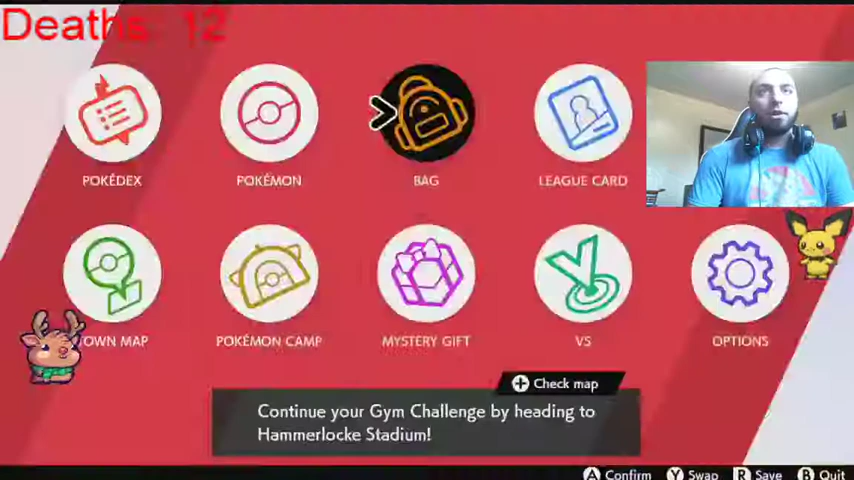 Deaths: 12
POKÉDEX
POKÉMON
BAG
LEAGUE CARD
TOWN MAP
POKÉMON CAMP
MYSTERY GIFT
VS
OPTIONS
+ Check map
Continue your Gym Challenge by heading to
Hammerlocke Stadium!
A Confirm Y Swap R Save B Quit